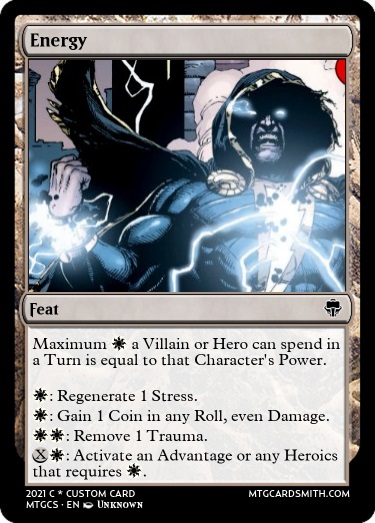 Energy
Feat
Maximum ☀ a Villain or Hero can spend in
a Turn is equal to that Character's Power.
☀: Regenerate 1 Stress.
☀: Gain 1 Coin in any Roll, even Damage.
☀☀: Remove 1 Trauma.
X☀: Activate an Advantage or any Heroics
that requires ☀.
2021 C * CUSTOM CARD
MTGCS • EN Unknown
MTGCARDSMITH.COM